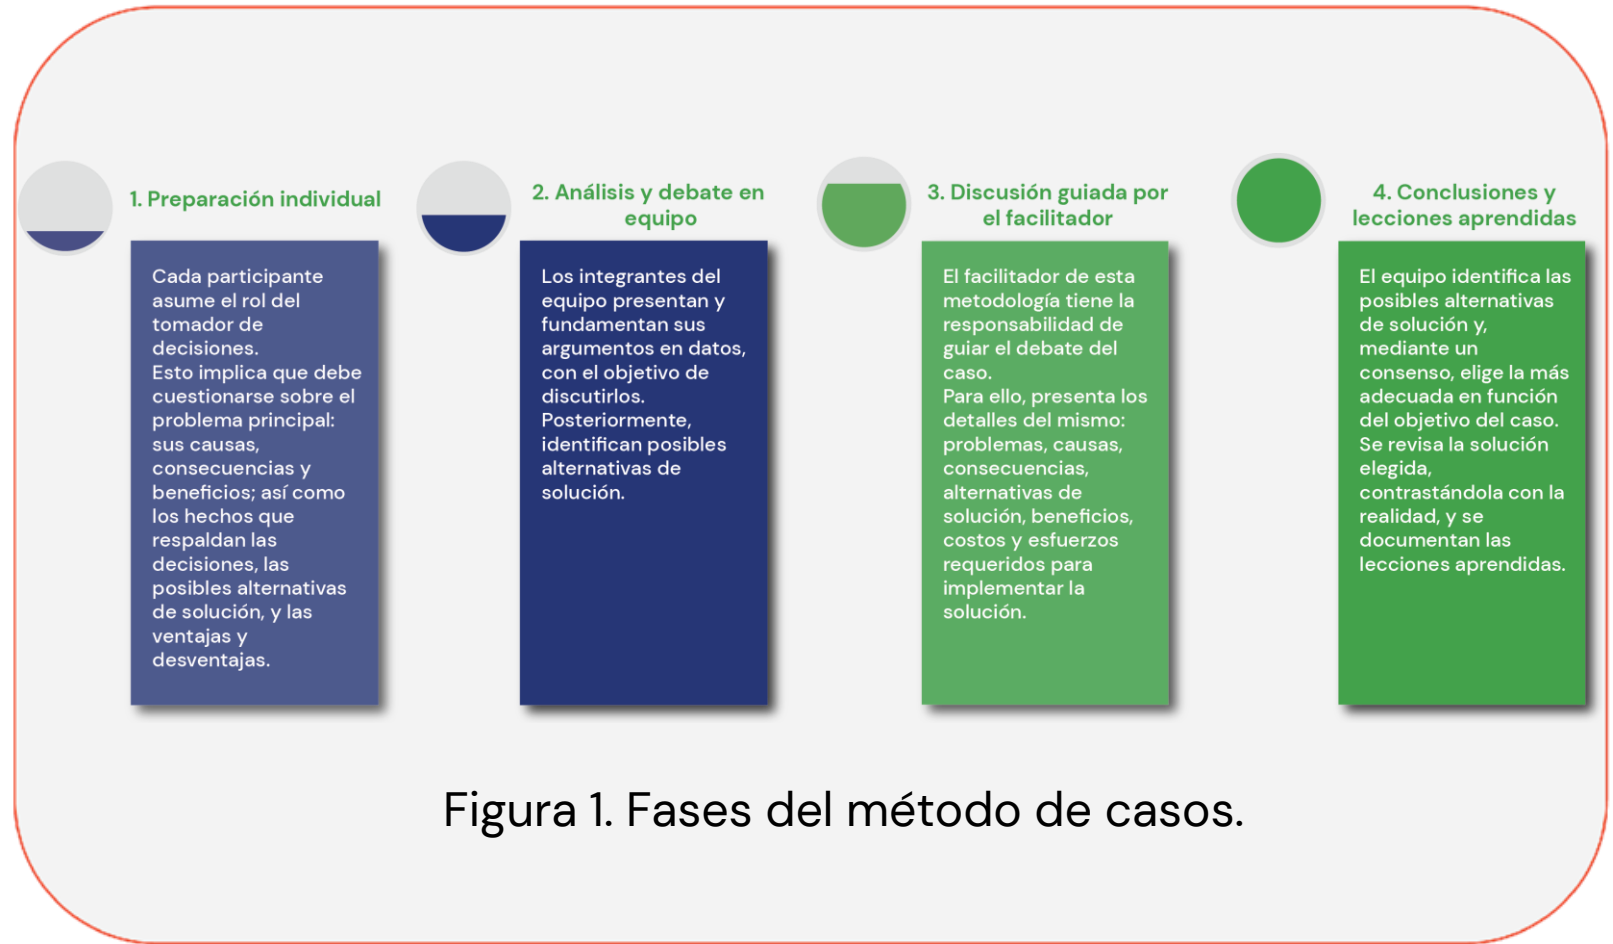 1. Preparación individual
Cada participante
asume el rol del
tomador de
decisiones.
Esto implica que debe
cuestionarse sobre el
problema principal:
sus causas,
consecuencias y
beneficios; así como
los hechos que
respaldan las
decisiones, las
posibles alternativas
de solución, y las
ventajas y
desventajas.
2. Análisis y debate en
equipo
Los integrantes del
equipo presentan y
fundamentan sus
argumentos en datos,
con el objetivo de
discutirlos.
Posteriormente,
identifican posibles
alternativas de
solución.
3. Discusión guiada por
el facilitador
El facilitador de esta
metodología tiene la
responsabilidad de
guiar el debate del
caso.
Para ello, presenta los
detalles del mismo:
problemas, causas,
consecuencias,
alternativas de
solución, beneficios,
costos y esfuerzos
requeridos para
implementar la
solución.
4. Conclusiones y
lecciones aprendidas
El equipo identifica las
posibles alternativas
de solución y,
mediante un
consenso, elige la más
adecuada en función
del objetivo del caso.
Se revisa la solución
elegida,
contrastándola con la
realidad, y se
documentan las
lecciones aprendidas.
Figura 1. Fases del método de casos.